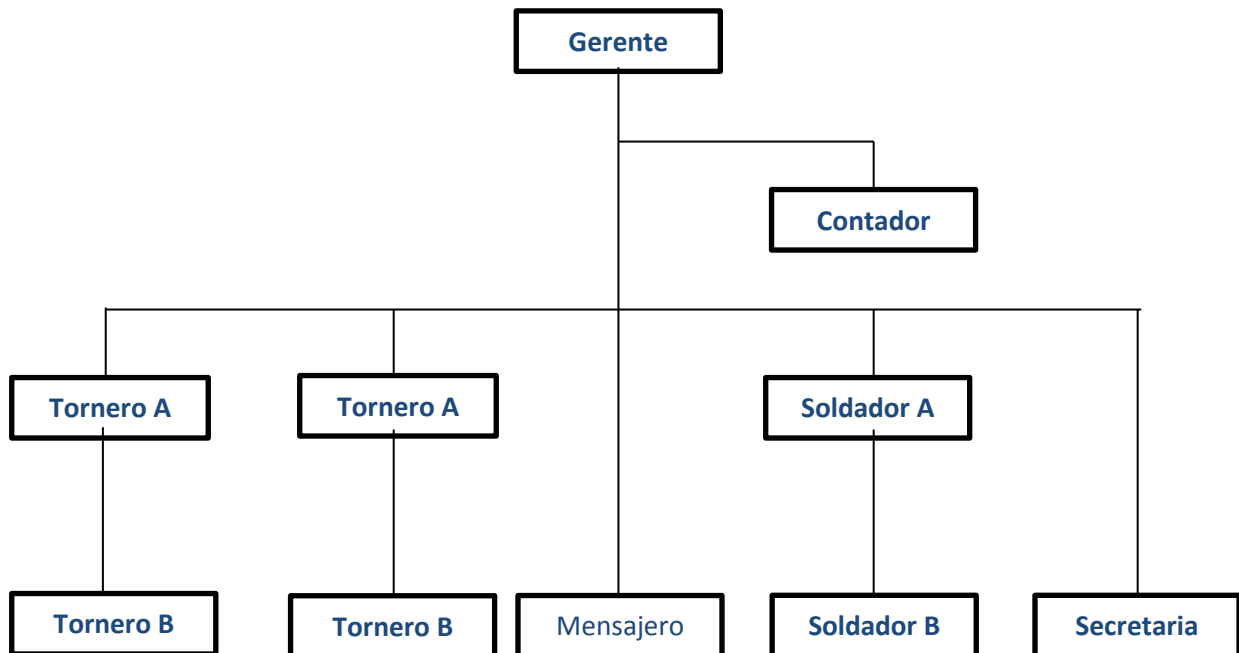 Gerente
Contador
Tornero A
Tornero A
Soldador A
Tornero B
Tornero B
Mensajero
Soldador B
Secretaria